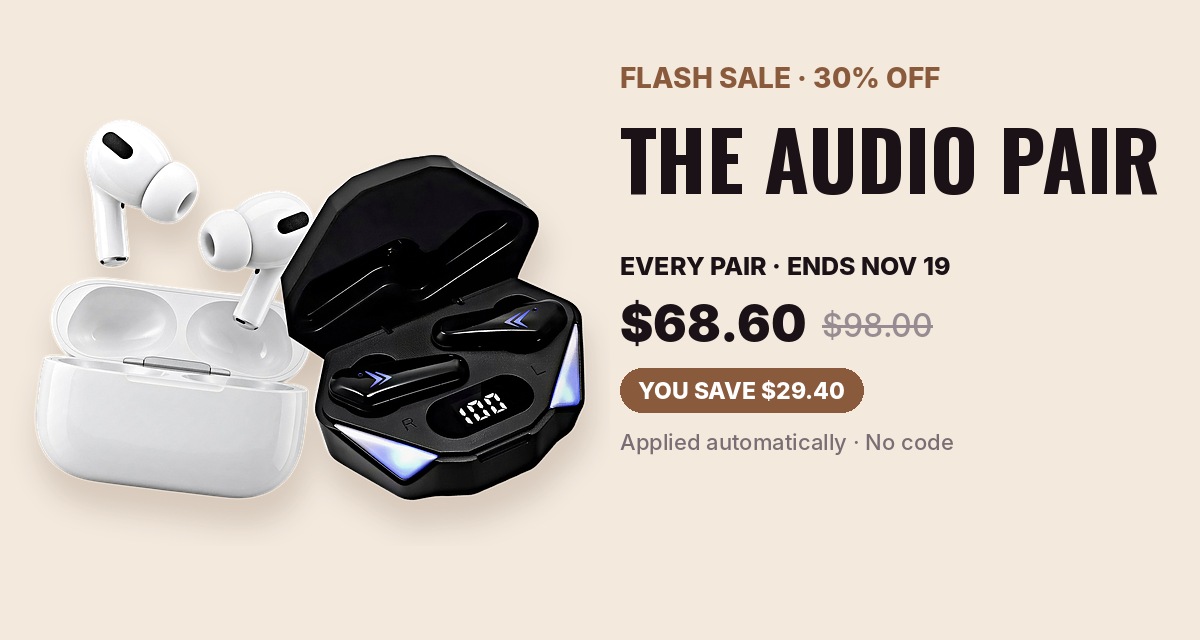 FLASH SALE · 30% OFF
THE AUDIO PAIR
EVERY PAIR · ENDS NOV 19
$68.60 $98.00
YOU SAVE $29.40
Applied automatically · No code
100
L
R